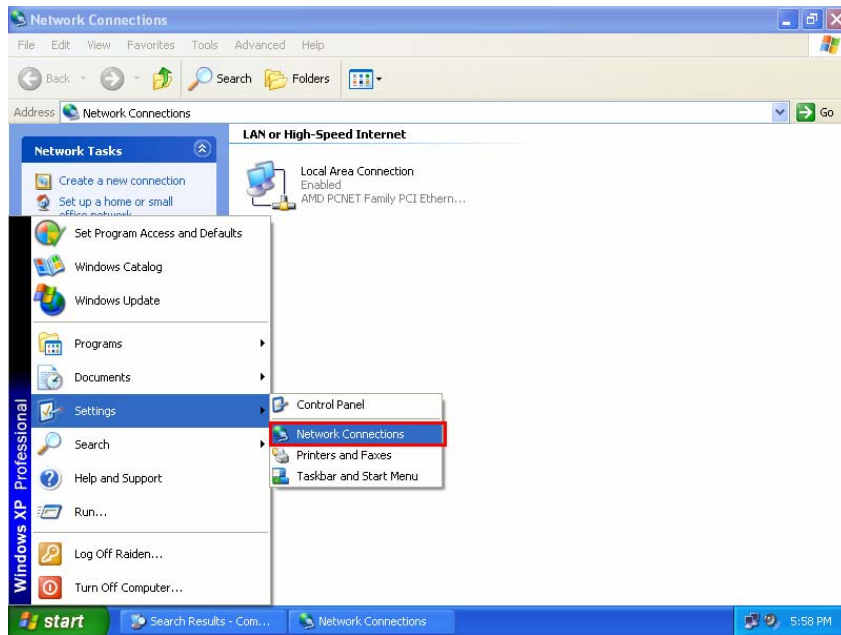 Network Connections
File Edit View Favorites Tools Advanced Help
Back Search Folders
Address Network Connections Go
LAN or High-Speed Internet
Network Tasks
Create a new connection
Set up a home or small
office network
Local Area Connection
Enabled
AMD PCNET Family PCI Ethern...
Set Program Access and Defaults
Windows Catalog
Windows Update
Programs
Documents
Settings
Search
Help and Support
Run...
Log Off Raiden...
Turn Off Computer...
Windows XP Professional
Control Panel
Network Connections
Printers and Faxes
Taskbar and Start Menu
start Search Results - Com... Network Connections 5:58 PM